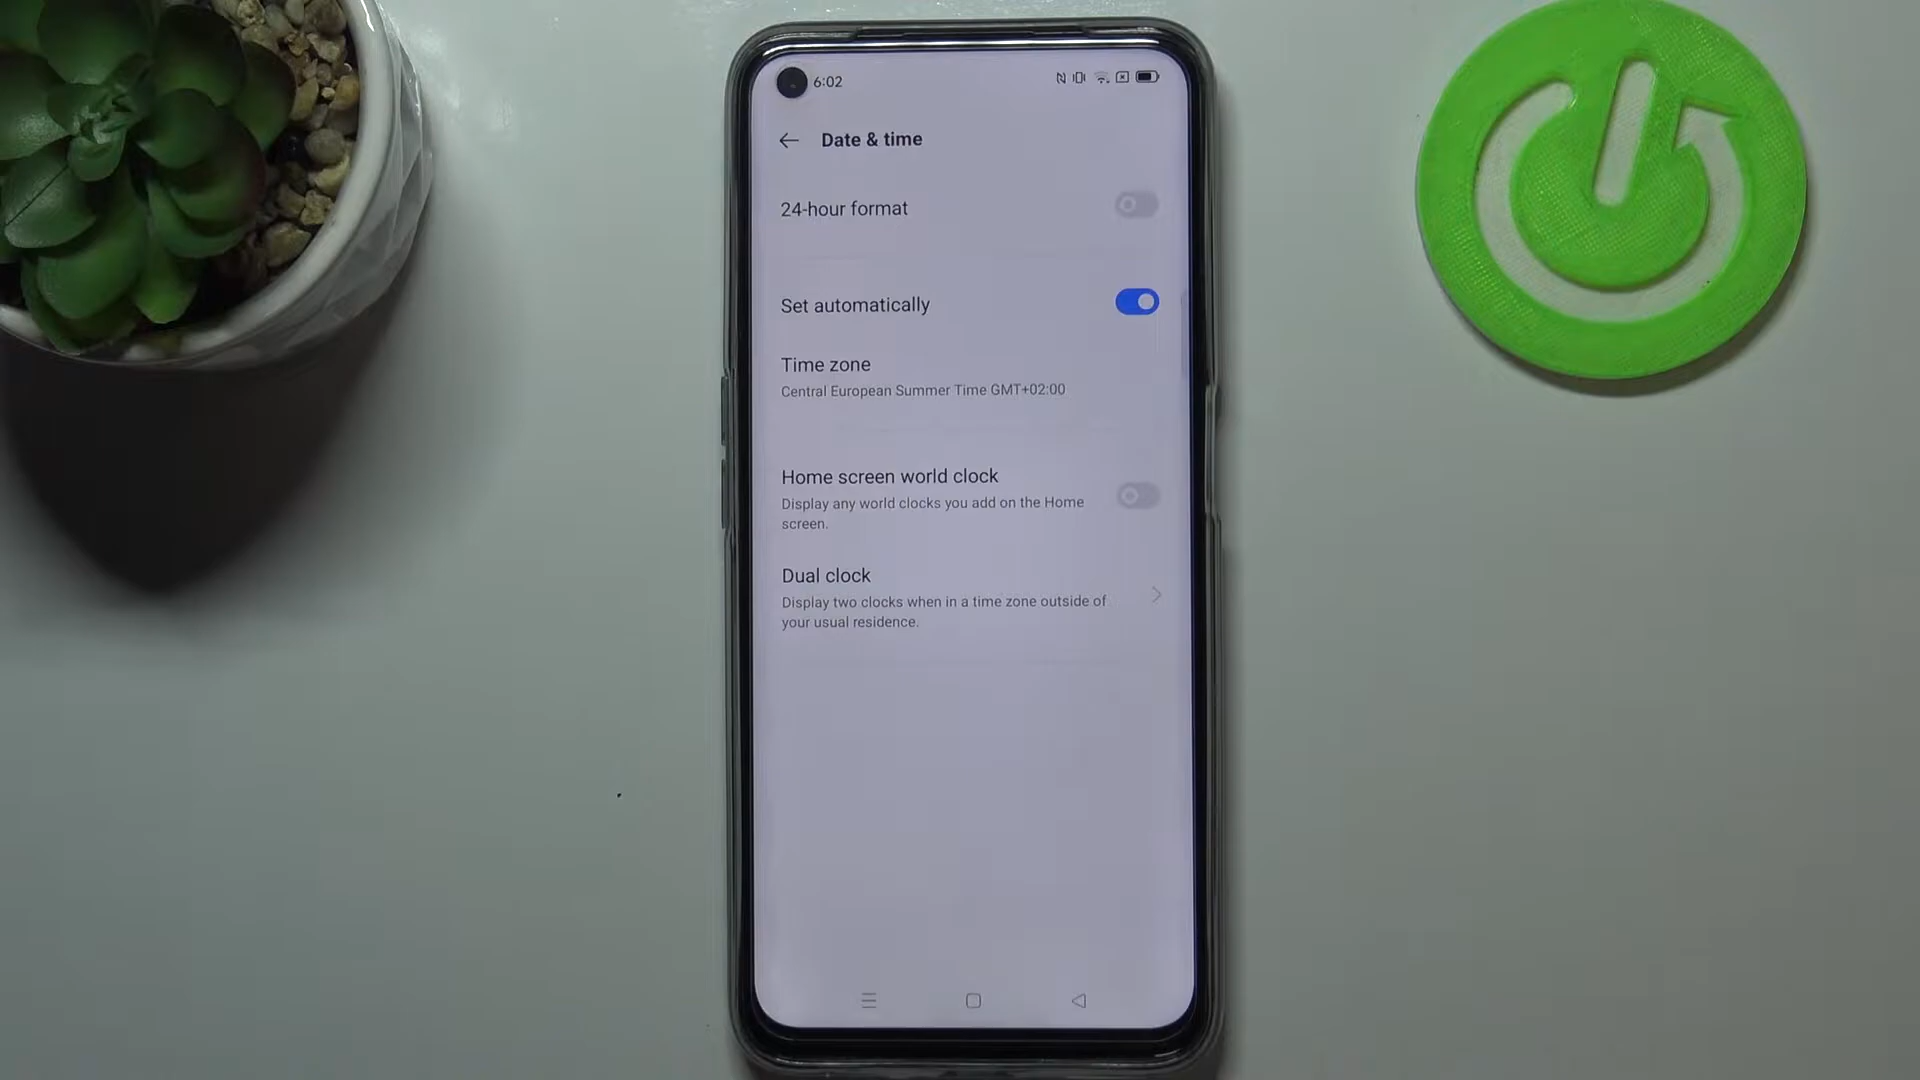 6:02
Date & time
24-hour format
Set automatically
Time zone
Central European Summer Time GMT+02:00
Home screen world clock
Display any world clocks you add on the Home
screen.
Dual clock
Display two clocks when in a time zone outside of
your usual residence.